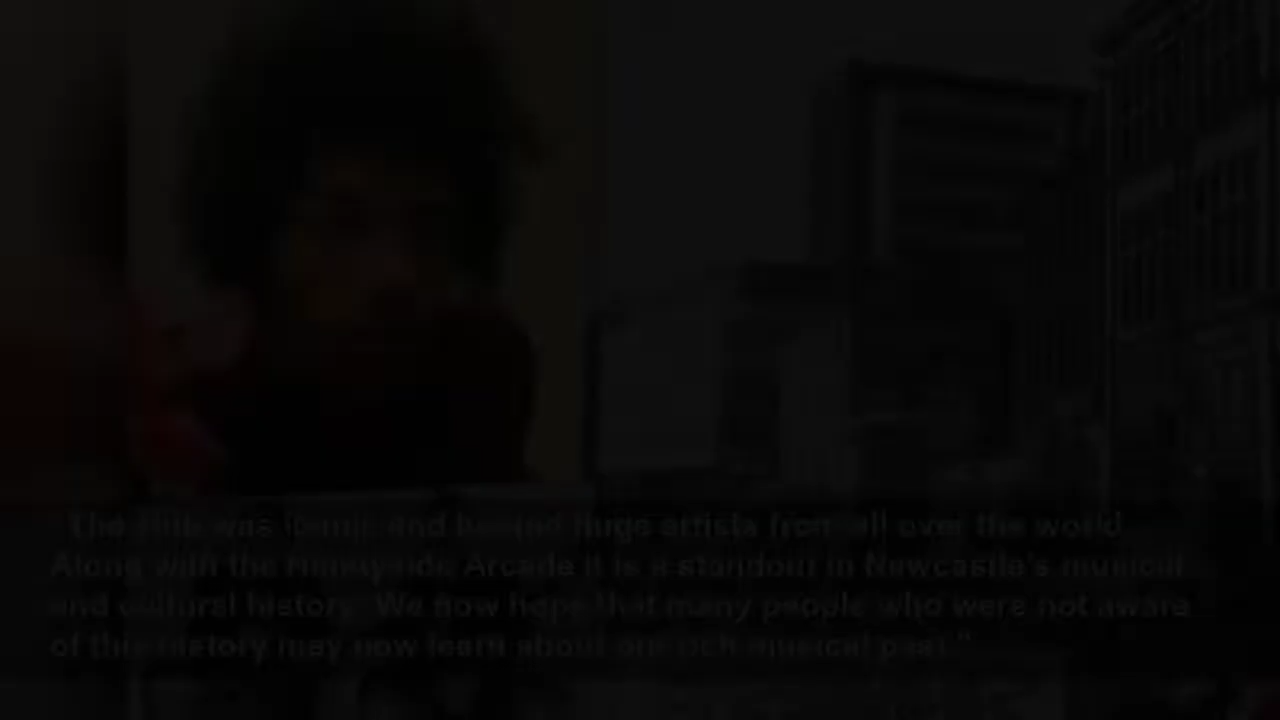 "The club was iconic and hosted huge artists from all over the world.
Along with the Handyside Arcade it is a standout in Newcastle's musical
and cultural history. We now hope that many people who were not aware
of this history may now learn about our rich musical past."